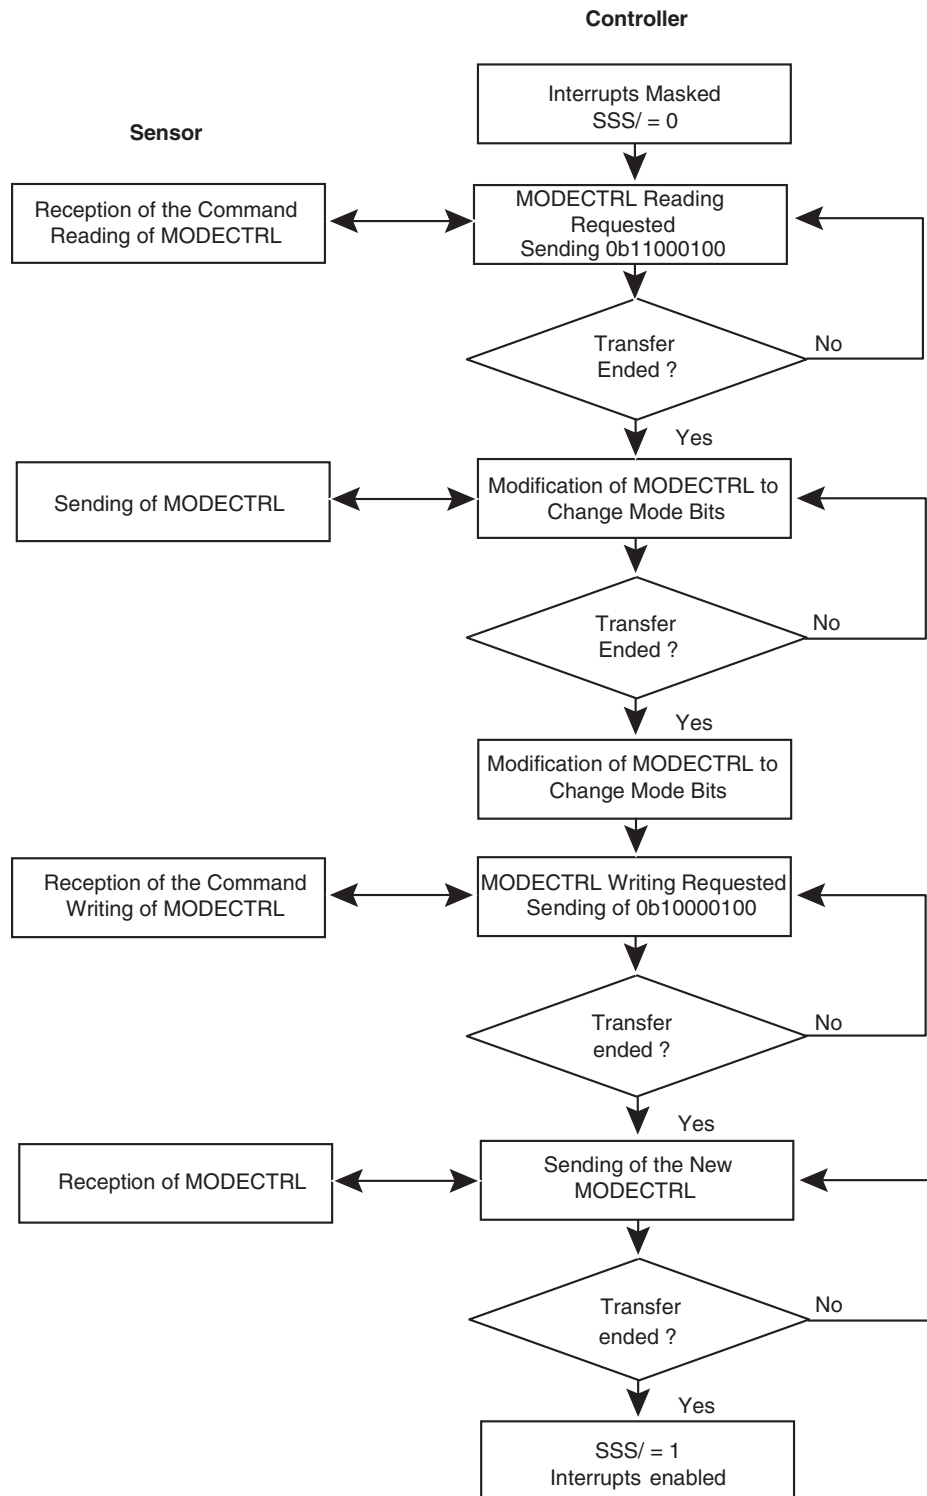 Controller
Interrupts Masked
SSS/ = 0
Sensor
Reception of the Command
Reading of MODECTRL
MODECTRL Reading
Requested
Sending 0b11000100
Transfer
Ended ?
No
Yes
Sending of MODECTRL
Modification of MODECTRL to
Change Mode Bits
Transfer
Ended ?
No
Yes
Modification of MODECTRL to
Change Mode Bits
Reception of the Command
Writing of MODECTRL
MODECTRL Writing Requested
Sending of 0b10000100
Transfer
ended ?
No
Yes
Reception of MODECTRL
Sending of the New
MODECTRL
Transfer
ended ?
No
Yes
SSS/ = 1
Interrupts enabled